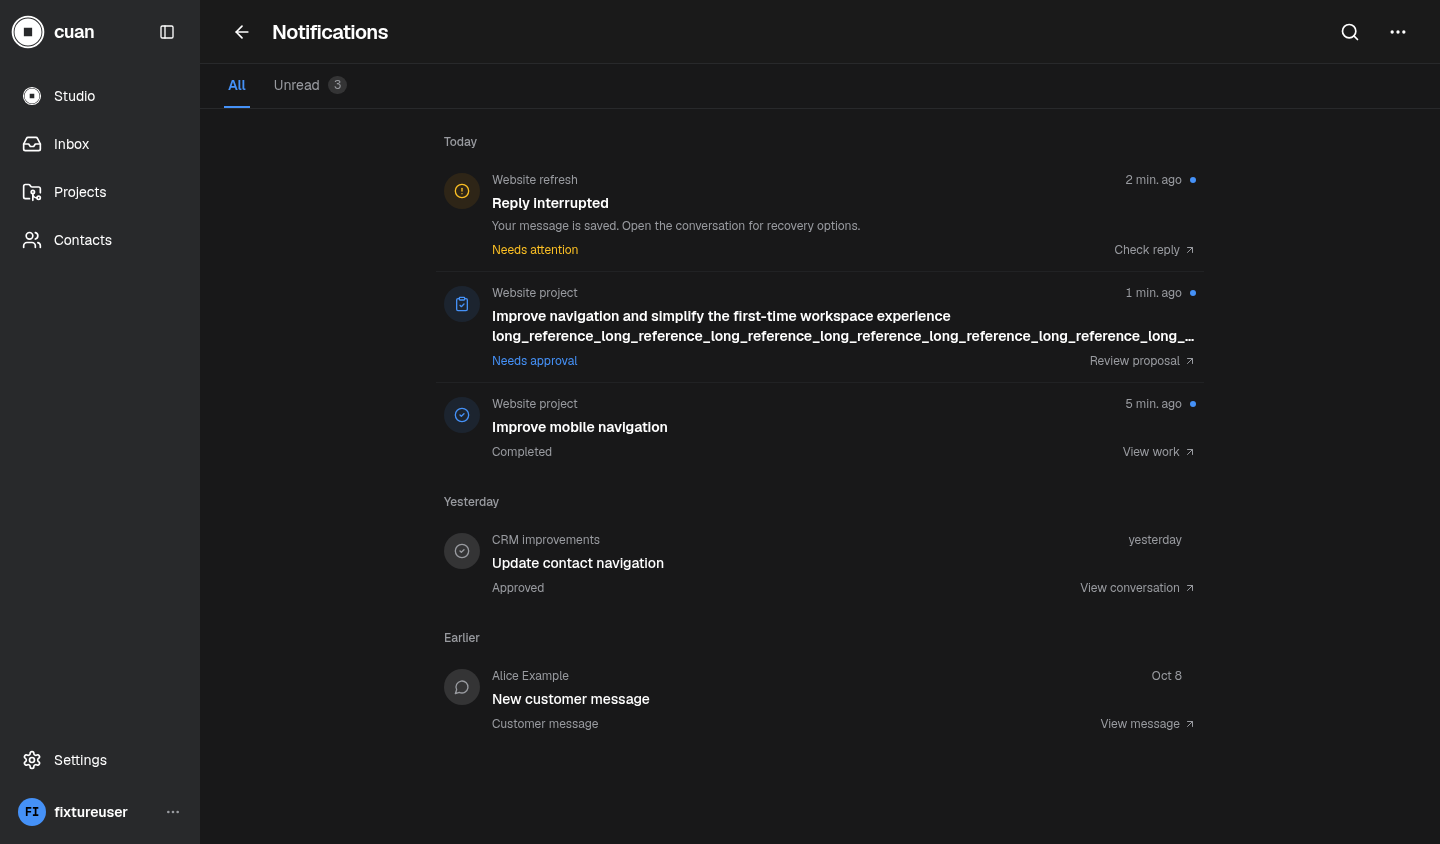 cuan
Notifications
Studio
Inbox
Projects
Contacts
All
Unread 3
Today
Website refresh 2 min. ago
Reply interrupted
Your message is saved. Open the conversation for recovery options.
Needs attention Check reply
Website project 1 min. ago
Improve navigation and simplify the first-time workspace experience
long_reference_long_reference_long_reference_long_reference_long_reference_long_reference_long_reference_long_reference_long_reference_long_...
Needs approval Review proposal
Website project 5 min. ago
Improve mobile navigation
Completed View work
Yesterday
CRM improvements yesterday
Update contact navigation
Approved View conversation
Earlier
Alice Example Oct 8
New customer message
Customer message View message
Settings
FI fixtureuser